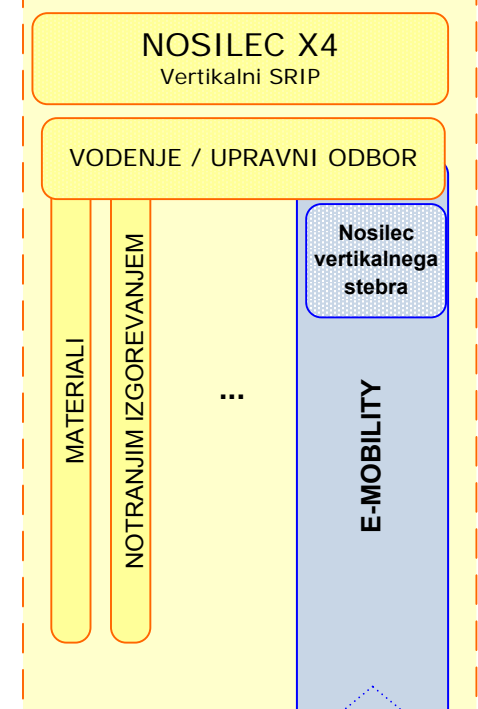 NOSILEC X4
Vertikalni SRIP
VODENJE / UPRAVNI ODBOR
Nosilec
vertikalnega
stebra
MATERIALI
NOTRANJIM IZGOREVANJEM
...
E-MOBILITY